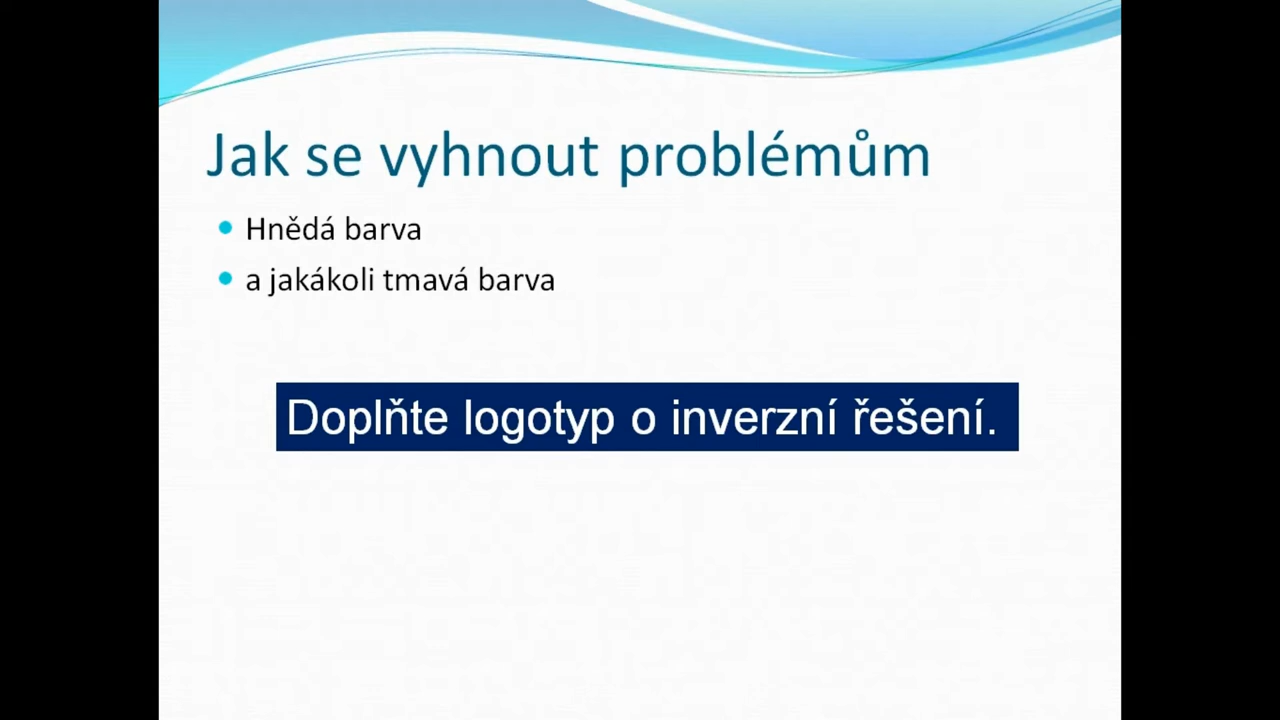 Jak se vyhnout problémům
Hnědá barva
a jakákoli tmavá barva
Doplňte logotyp o inverzní řešení.